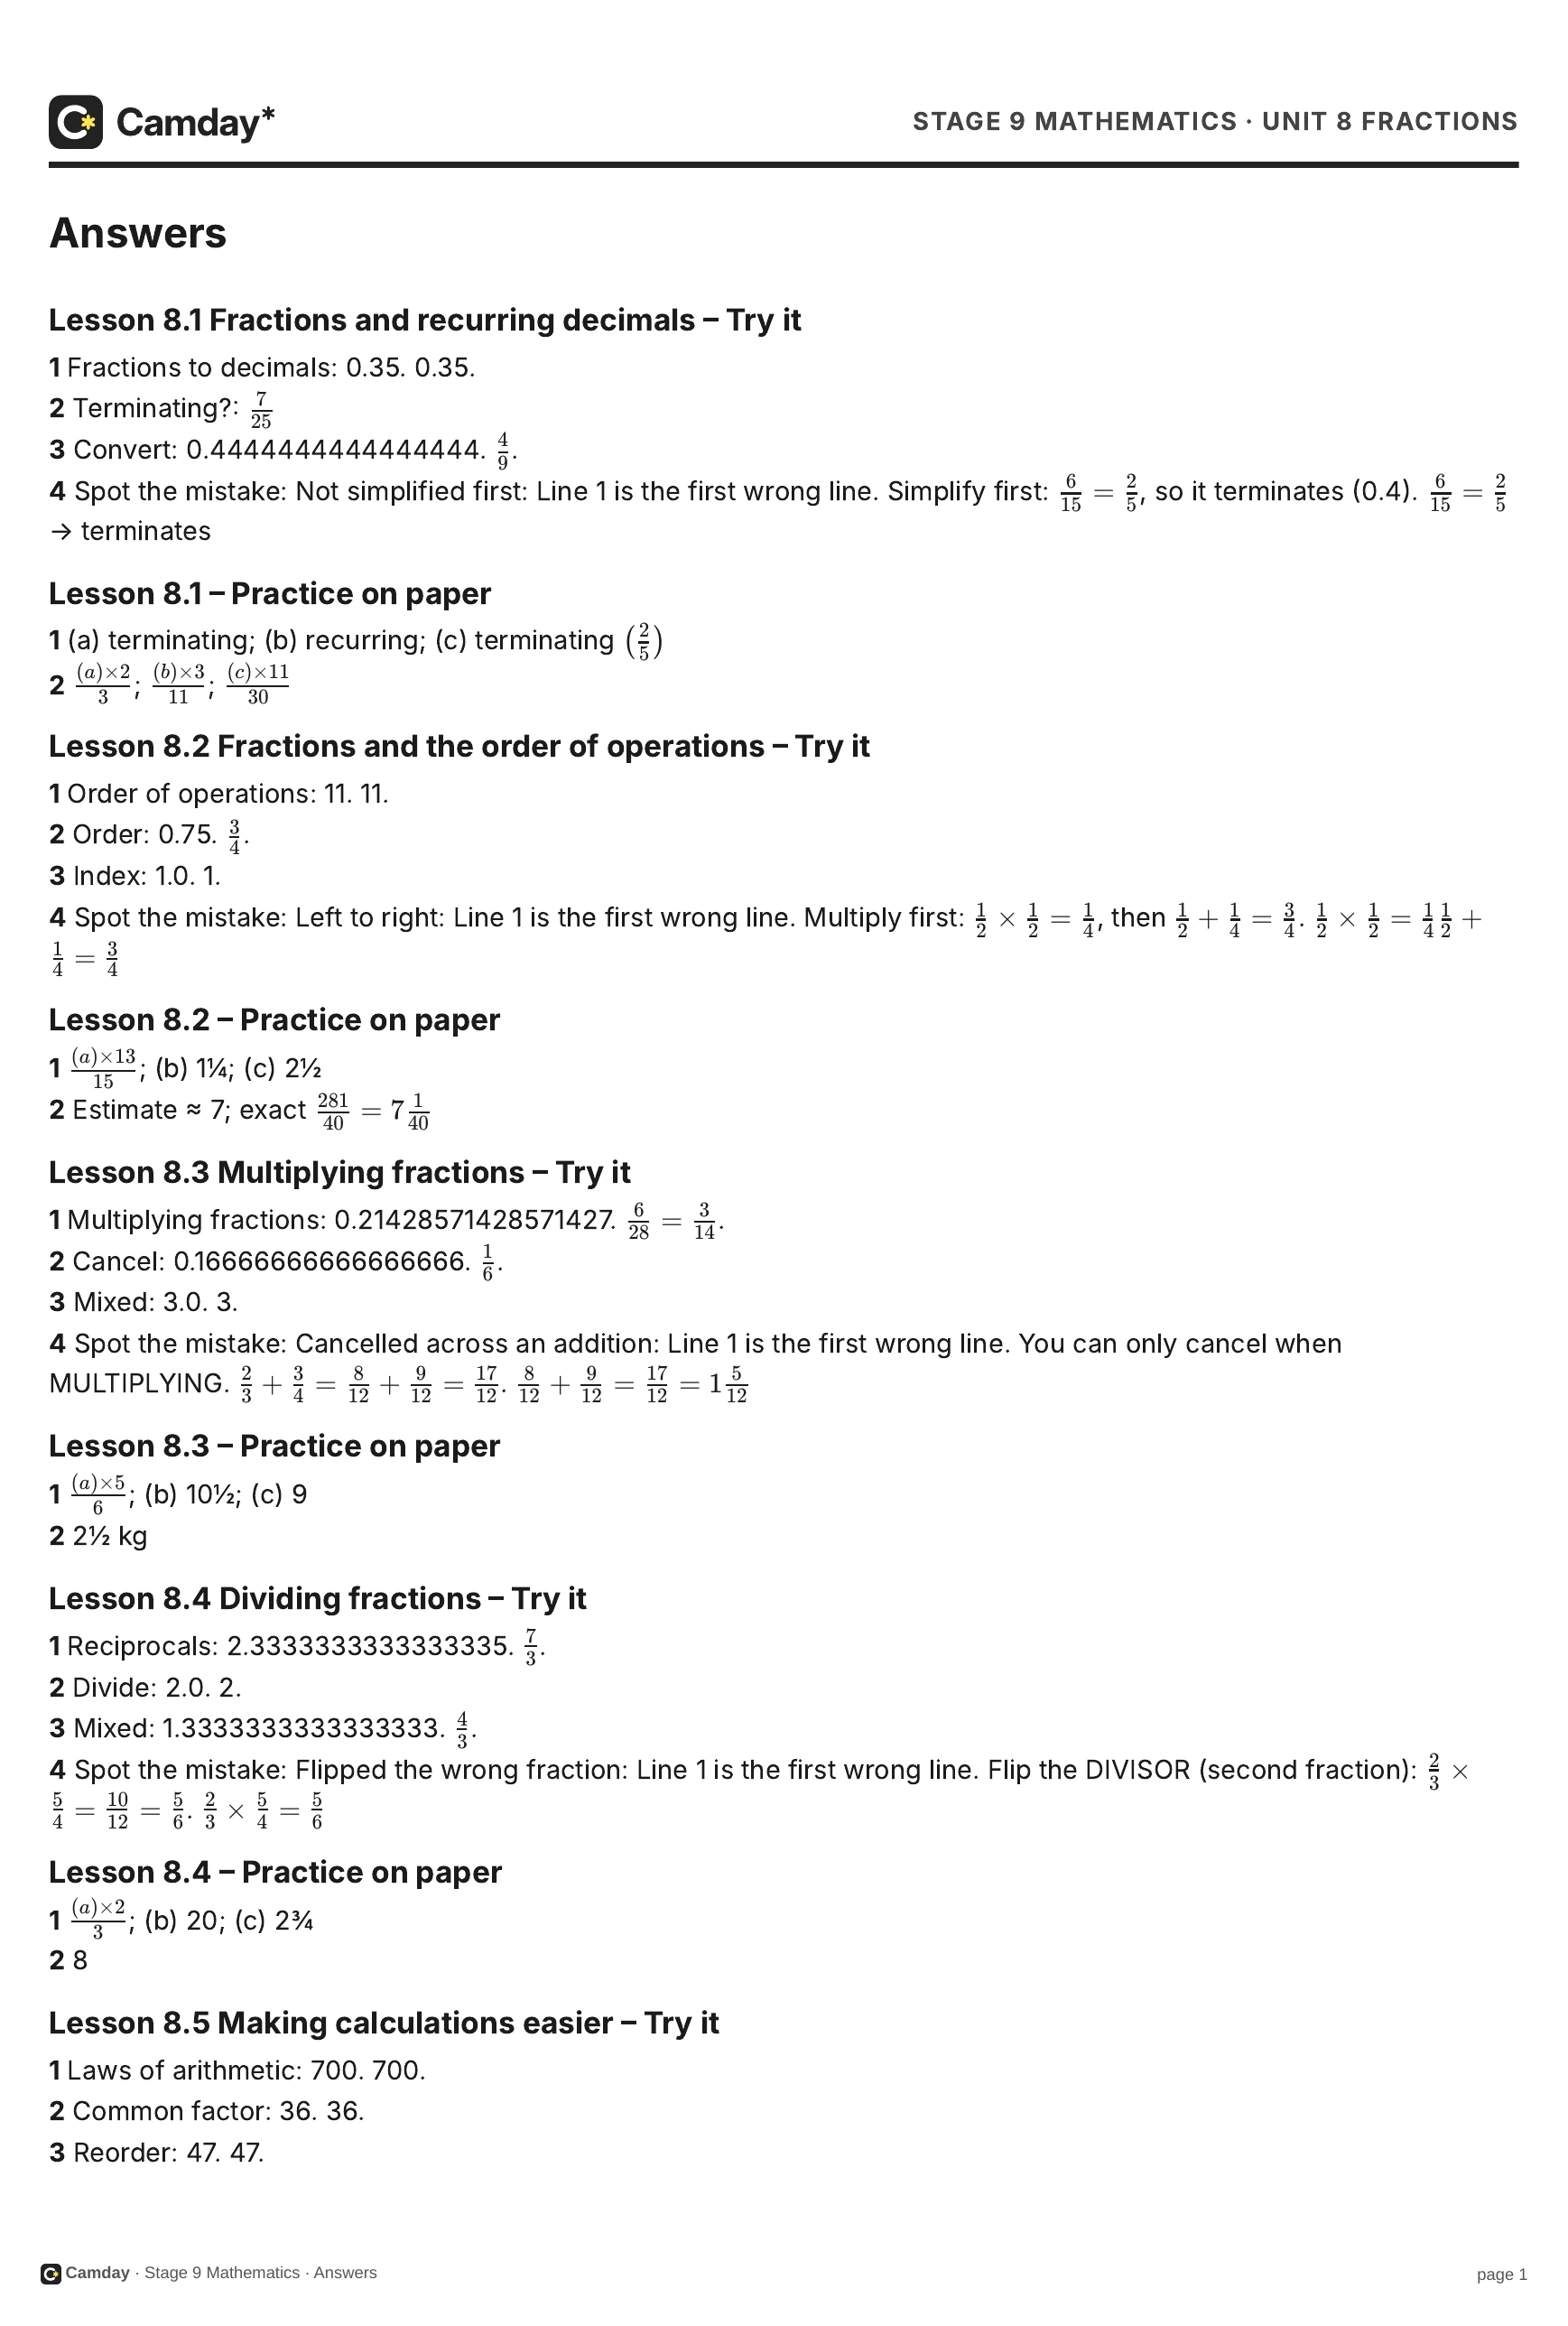 Camday*
STAGE 9 MATHEMATICS · UNIT 8 FRACTIONS
Answers
Lesson 8.1 Fractions and recurring decimals – Try it
1 Fractions to decimals: 0.35. 0.35.
2 Terminating?: 7/25
3 Convert: 0.4444444444444444. 4/9.
4 Spot the mistake: Not simplified first: Line 1 is the first wrong line. Simplify first: 6/15 = 2/5, so it terminates (0.4). 6/15 = 2/5
→ terminates
Lesson 8.1 – Practice on paper
1 (a) terminating; (b) recurring; (c) terminating (2/5)
2 (a)×2/3; (b)×3/11; (c)×11/30
Lesson 8.2 Fractions and the order of operations – Try it
1 Order of operations: 11. 11.
2 Order: 0.75. 3/4.
3 Index: 1.0. 1.
4 Spot the mistake: Left to right: Line 1 is the first wrong line. Multiply first: 1/2 × 1/2 = 1/4, then 1/2 + 1/4 = 3/4. 1/2 × 1/2 = 1/4 1/2 +
1/4 = 3/4
Lesson 8.2 – Practice on paper
1 (a)×13/15; (b) 1¼; (c) 2½
2 Estimate ≈ 7; exact 281/40 = 7 1/40
Lesson 8.3 Multiplying fractions – Try it
1 Multiplying fractions: 0.21428571428571427. 6/28 = 3/14.
2 Cancel: 0.16666666666666666. 1/6.
3 Mixed: 3.0. 3.
4 Spot the mistake: Cancelled across an addition: Line 1 is the first wrong line. You can only cancel when
MULTIPLYING. 2/3 + 3/4 = 8/12 + 9/12 = 17/12. 8/12 + 9/12 = 17/12 = 1 5/12
Lesson 8.3 – Practice on paper
1 (a)×5/6; (b) 10½; (c) 9
2 2½ kg
Lesson 8.4 Dividing fractions – Try it
1 Reciprocals: 2.3333333333333335. 7/3.
2 Divide: 2.0. 2.
3 Mixed: 1.3333333333333333. 4/3.
4 Spot the mistake: Flipped the wrong fraction: Line 1 is the first wrong line. Flip the DIVISOR (second fraction): 2/3 ×
5/4 = 10/12 = 5/6. 2/3 × 5/4 = 5/6
Lesson 8.4 – Practice on paper
1 (a)×2/3; (b) 20; (c) 2¾
2 8
Lesson 8.5 Making calculations easier – Try it
1 Laws of arithmetic: 700. 700.
2 Common factor: 36. 36.
3 Reorder: 47. 47.
Camday · Stage 9 Mathematics · Answers
page 1